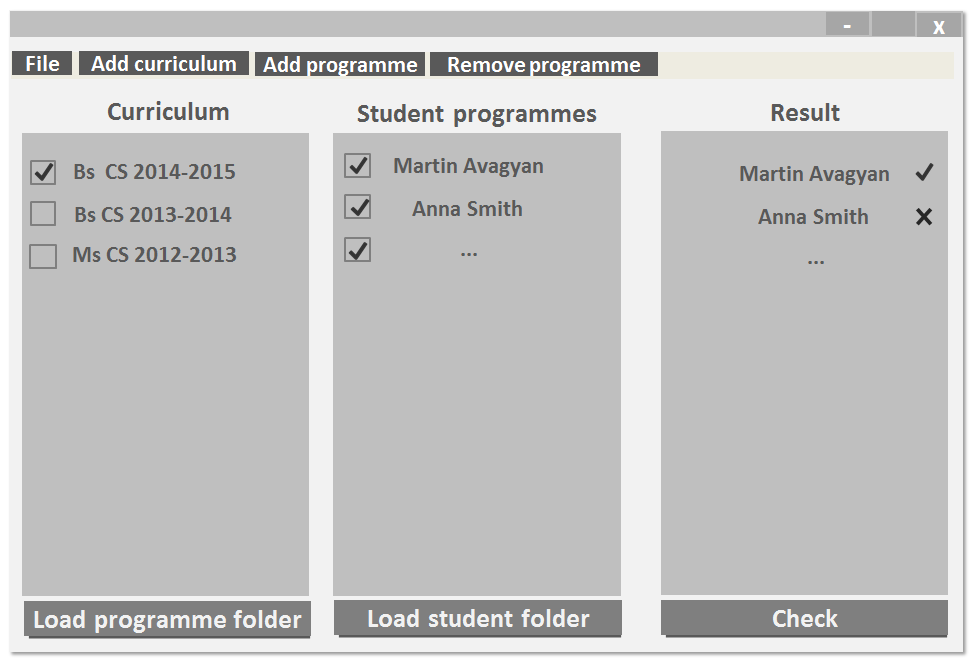 - X
File Add curriculum Add programme Remove programme
Curriculum Student programmes Result
Bs CS 2014-2015
Bs CS 2013-2014
Ms CS 2012-2013
Martin Avagyan
Anna Smith
...
Martin Avagyan
Anna Smith
...
Load programme folder Load student folder Check